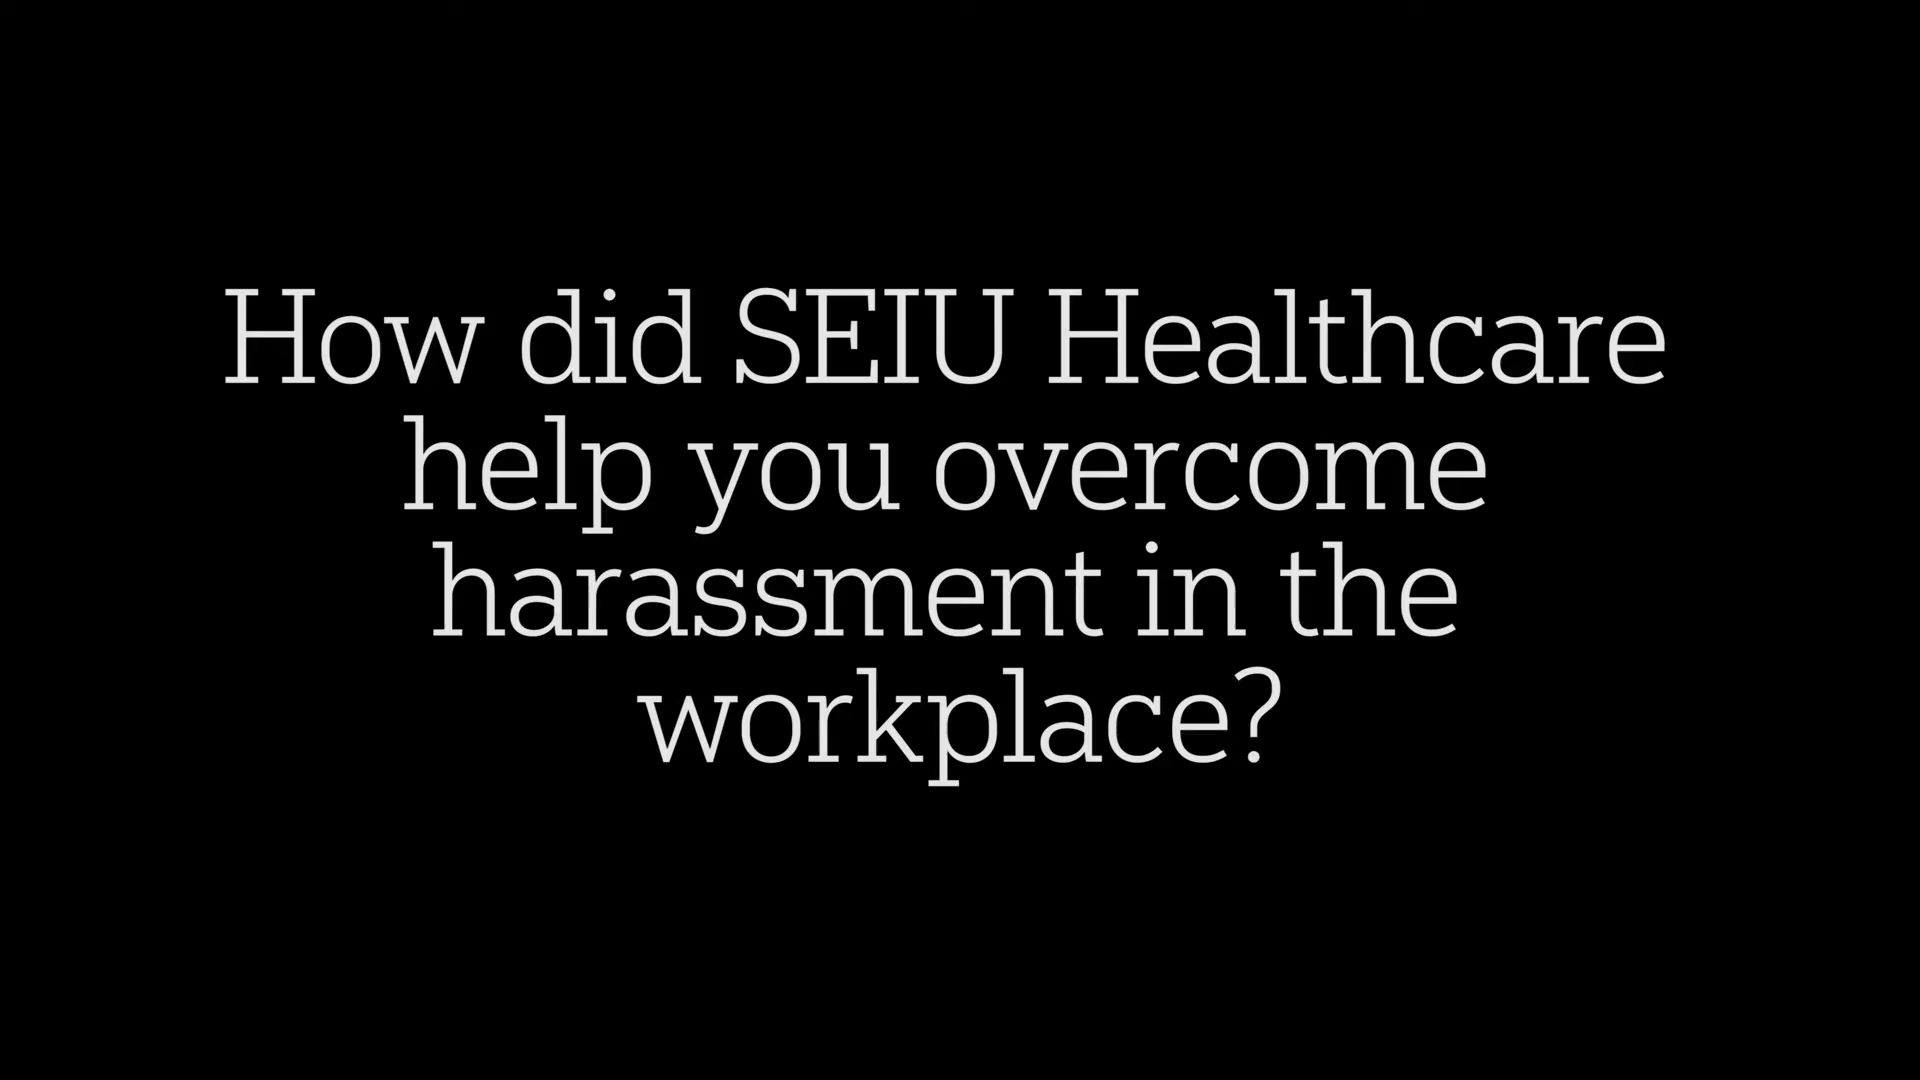 How did SEIU Healthcare
help you overcome
harassment in the
workplace?